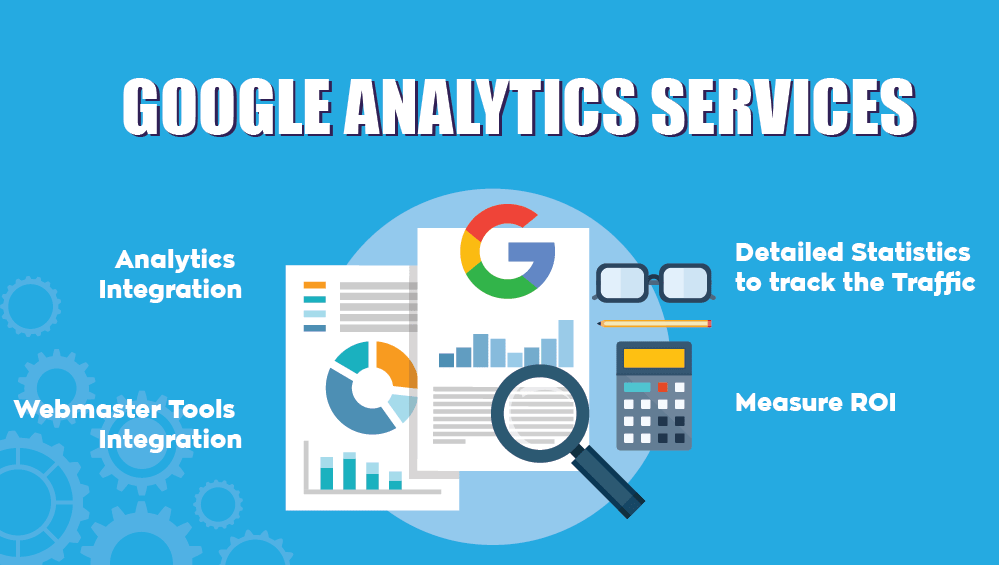 GOOGLE ANALYTICS SERVICES
Analytics
Integration
Webmaster Tools
Integration
Detailed Statistics
to track the Traffic
Measure ROI